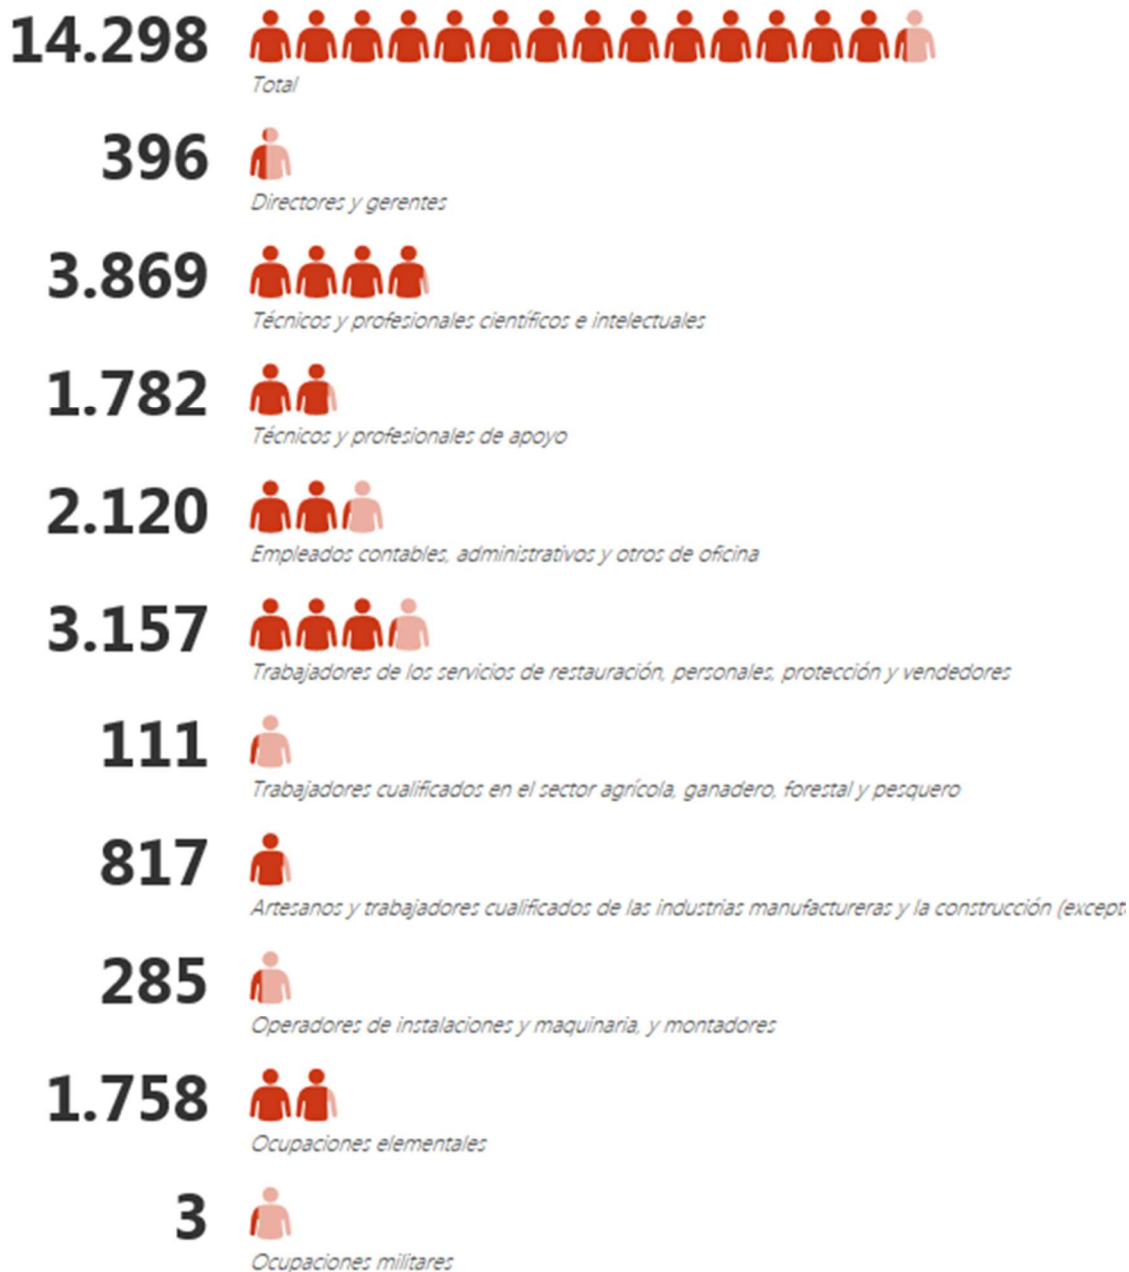 14.298
Total
396
Directores y gerentes
3.869
Técnicos y profesionales científicos e intelectuales
1.782
Técnicos y profesionales de apoyo
2.120
Empleados contables, administrativos y otros de oficina
3.157
Trabajadores de los servicios de restauración, personales, protección y vendedores
111
Trabajadores cualificados en el sector agrícola, ganadero, forestal y pesquero
817
Artesanos y trabajadores cualificados de las industrias manufactureras y la construcción (except
285
Operadores de instalaciones y maquinaria, y montadores
1.758
Ocupaciones elementales
3
Ocupaciones militares